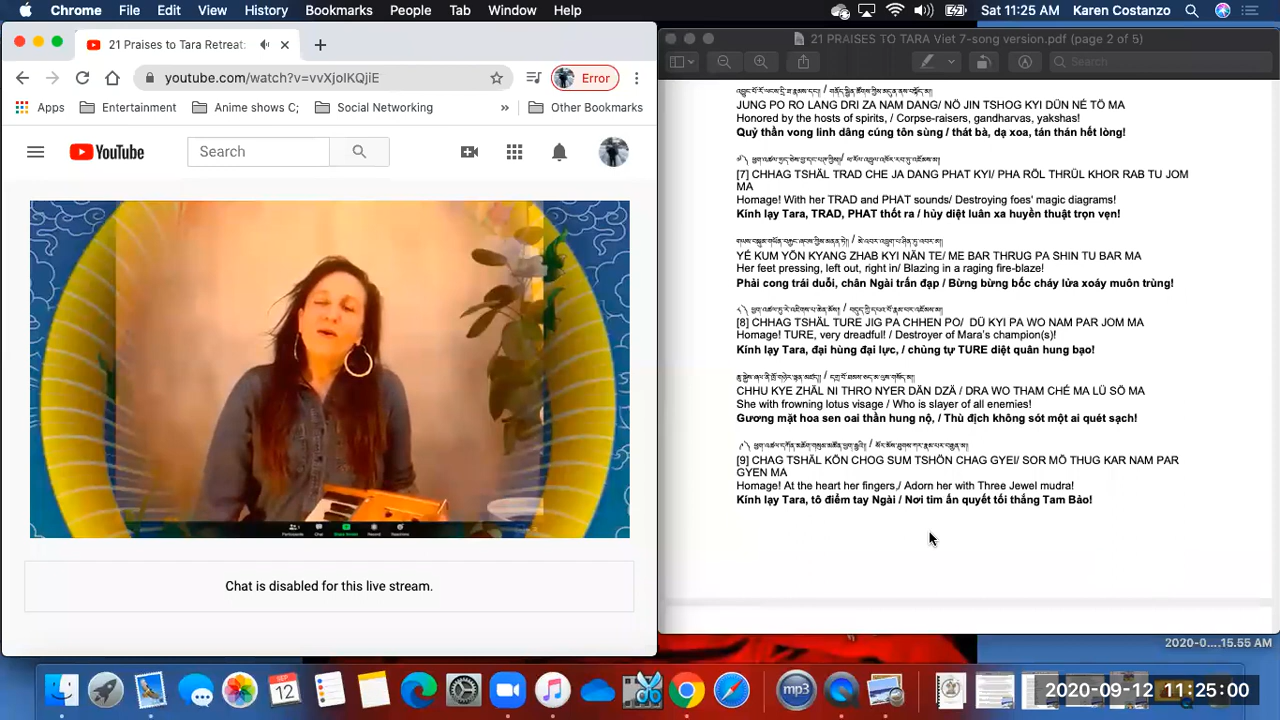 Chrome File Edit View History Bookmarks People Tab Window Help Sat 11:25 AM Karen Costanzo
21 Praises to Tara Retreat:
21 PRAISES TO TARA Viet 7-song version.pdf (page 2 of 5)
youtube.com/watch?v=vvXjolKQjiE
Error
Search
Apps Entertainment Anime shows C; Social Networking » Other Bookmarks
YouTube
Search
JUNG PO RO LANG DRI ZA NAM DANG/ NÖ JIN TSHOG KYI DÜN NÉ TÖ MA
Honored by the hosts of spirits, / Corpse-raisers, gandharvas, yakshas!
Quỷ thần vong linh dâng cúng tôn sùng / thát bà, dạ xoa, tán thán hết lòng!
[7] CHHAG TSHÄL TRAD CHE JA DANG PHAT KYI/ PHA RÖL THRÜL KHOR RAB TU JOM
MA
Homage! With her TRAD and PHAT sounds/ Destroying foes' magic diagrams!
Kính lạy Tara, TRAD, PHAT thốt ra / hủy diệt luân xa huyền thuật trọn vẹn!
YÉ KUM YÖN KYANG ZHAB KYI NÄN TE/ ME BAR THRUG PA SHIN TU BAR MA
Her feet pressing, left out, right in/ Blazing in a raging fire-blaze!
Phải cong trái duỗi, chân Ngài trấn đạp / Bừng bừng bốc cháy lửa xoáy muôn trùng!
[8] CHHAG TSHÄL TURE JIG PA CHHEN PO/ DÜ KYI PA WO NAM PAR JOM MA
Homage! TURE, very dreadful! / Destroyer of Mara's champion(s)!
Kính lạy Tara, đại hùng đại lực, / chủng tự TURE diệt quân hung bạo!
CHHU KYE ZHÄL NI THRO NYER DÄN DZÄ / DRA WO THAM CHÉ MA LÜ SÖ MA
She with frowning lotus visage / Who is slayer of all enemies!
Gương mặt hoa sen oai thần hung nộ, / Thù địch không sót một ai quét sạch!
[9] CHAG TSHÄL KÖN CHOG SUM TSHÖN CHAG GYEI/ SOR MÖ THUG KAR NAM PAR
GYEN MA
Homage! At the heart her fingers,/ Adorn her with Three Jewel mudra!
Kính lạy Tara, tô điểm tay Ngài / Nơi tim ấn quyết tối thắng Tam Bảo!
Chat is disabled for this live stream.
2020-0....15.55 AM
SEP
12
mp3
2020-09-12 11:25:00